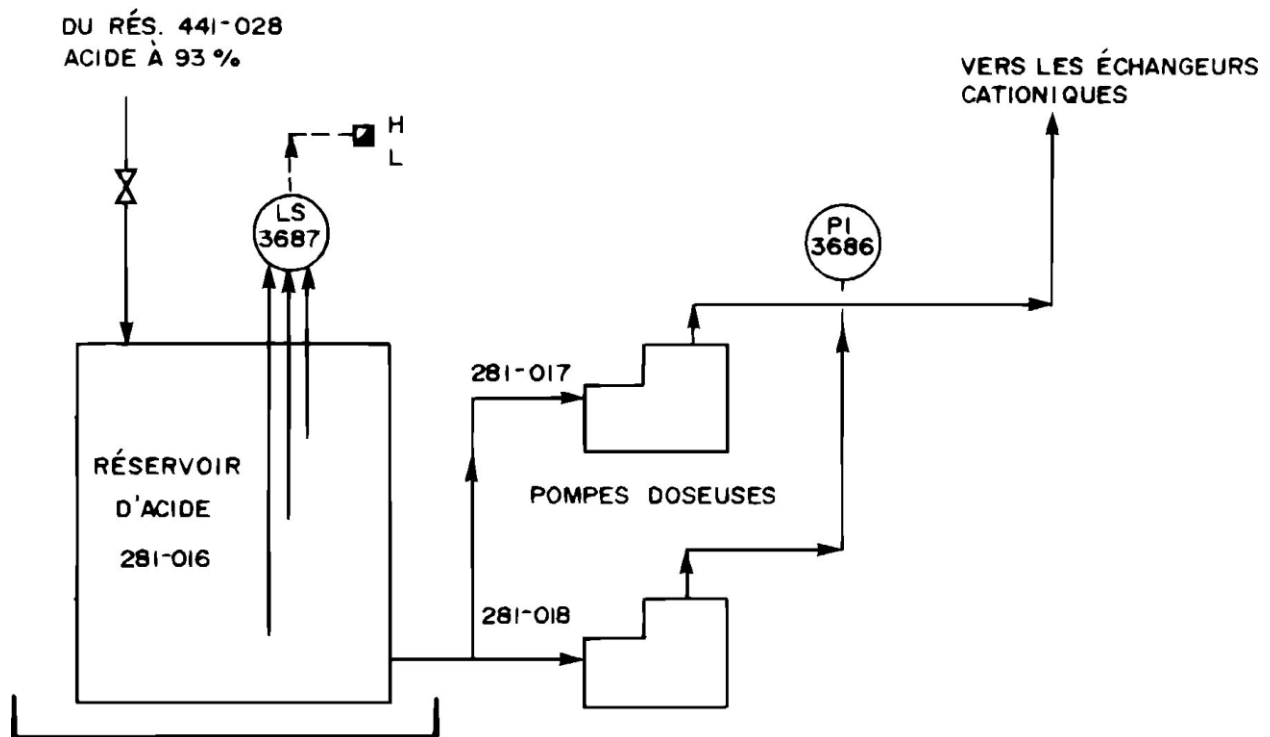 DU RÉS. 441-028
ACIDE À 93 %
H
L
LS
3687
VERS LES ÉCHANGEURS
CATIONIQUES
PI
3686
281-017
RÉSERVOIR
D'ACIDE
281-016
POMPES DOSEUSES
281-018